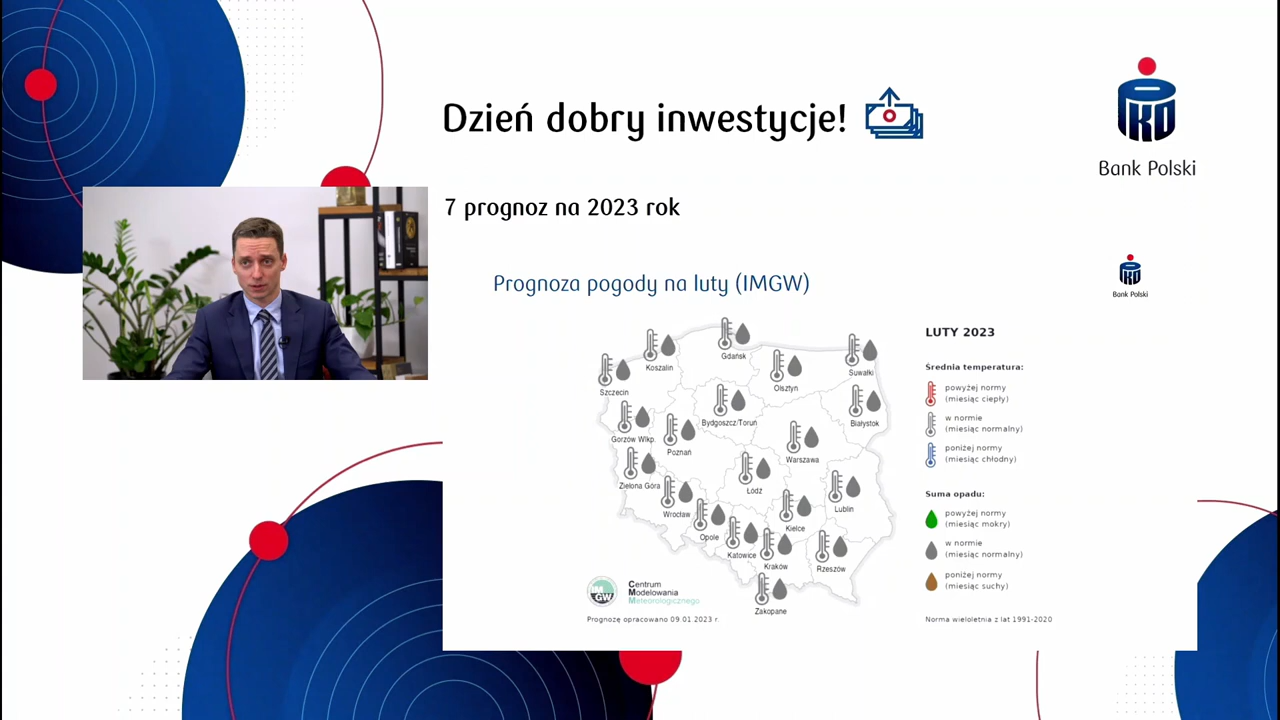 Dzień dobry inwestycje!
PKO
Bank Polski
7 prognoz na 2023 rok
Prognoza pogody na luty (IMGW)
PKO
Bank Polski
LUTY 2023
Średnia temperatura:
powyżej normy
(miesiąc ciepły)
w normie
(miesiąc normalny)
poniżej normy
(miesiąc chłodny)
Suma opadu:
powyżej normy
(miesiąc mokry)
w normie
(miesiąc normalny)
poniżej normy
(miesiąc suchy)
Norma wieloletnia z lat 1991-2020
Gdańsk
Koszalin
Suwałki
Olsztyn
Szczecin
Bydgoszcz/Toruń
Białystok
Gorzów Wlkp.
Poznań
Warszawa
Zielona Góra
Łódź
Wrocław
Lublin
Kielce
Opole
Katowice
Kraków
Rzeszów
Zakopane
IMGW
Centrum
Modelowania
Meteorologicznego
Prognozę opracowano 09.01.2023 r.